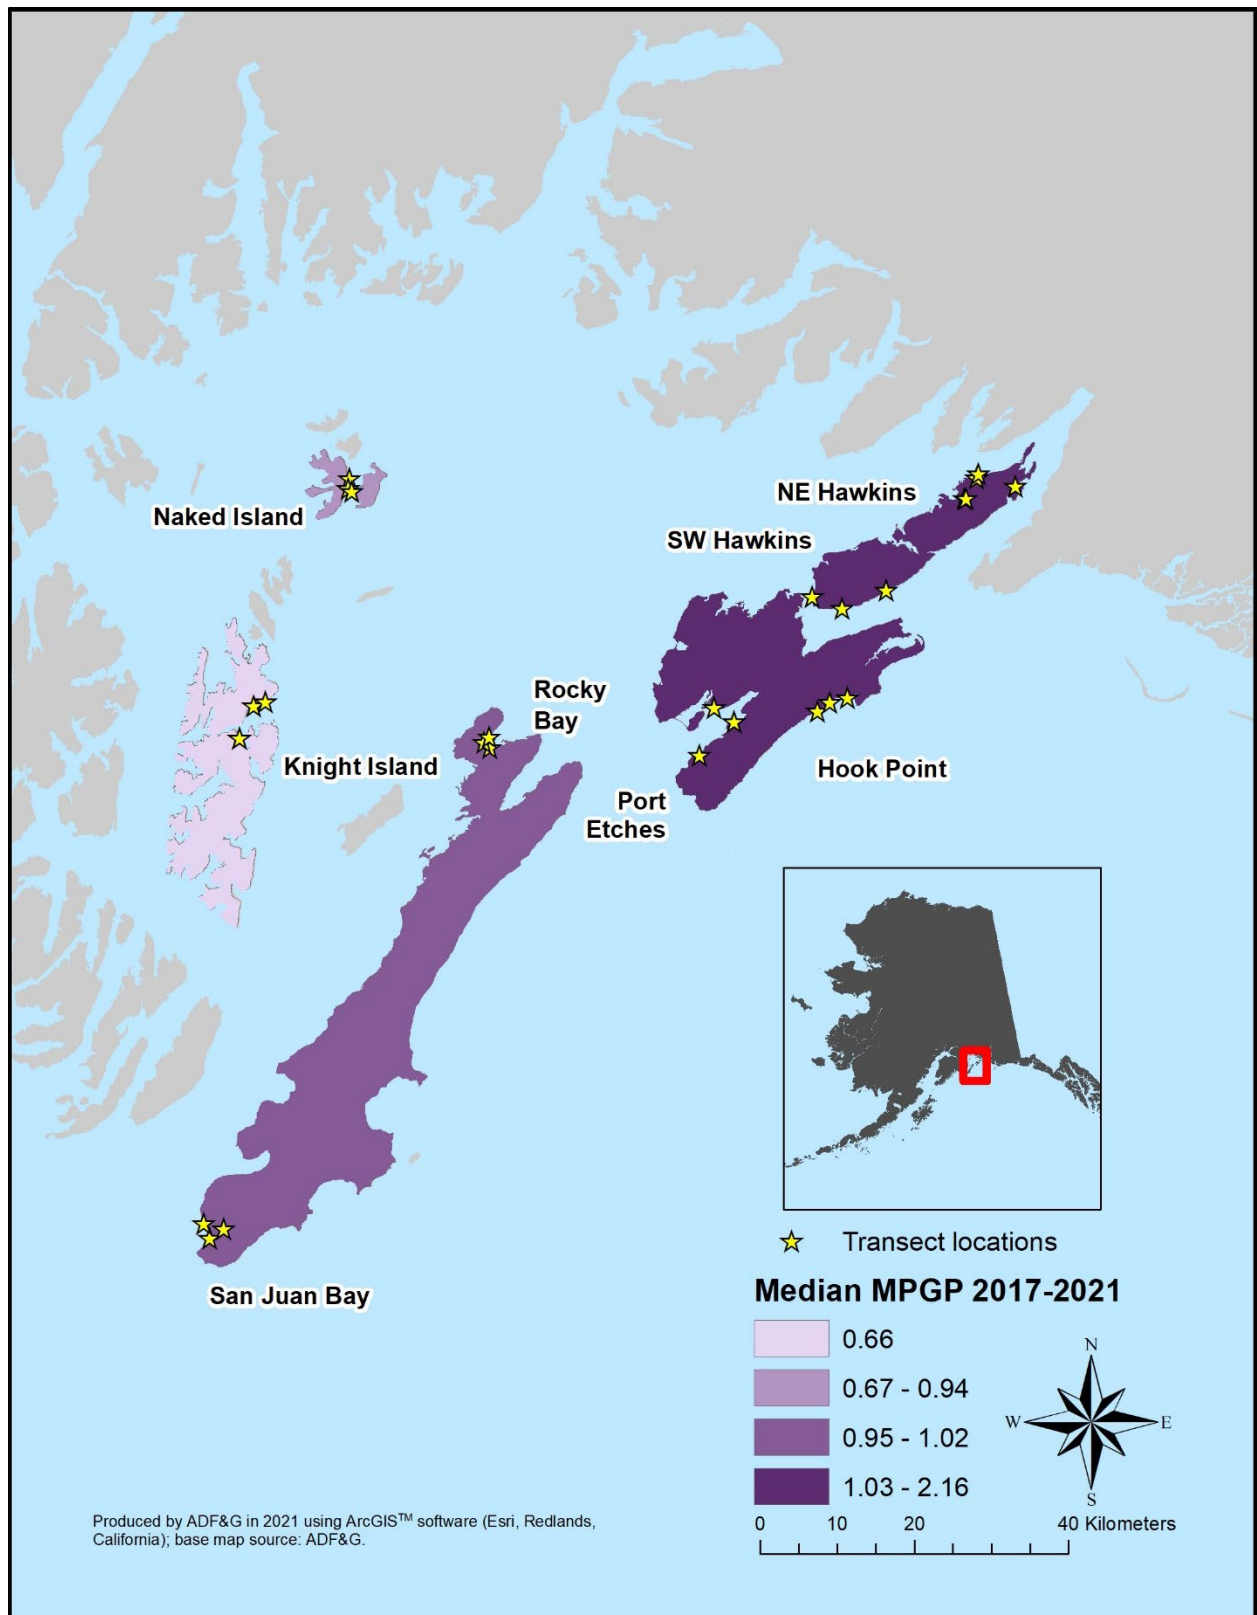 NE Hawkins
Naked Island
SW Hawkins
Rocky
Bay
Knight Island
Hook Point
Port
Etches
San Juan Bay
Transect locations
Median MPGP 2017-2021
0.66
0.67 - 0.94
0.95 - 1.02
1.03 - 2.16
N
W
E
S
Produced by ADF&G in 2021 using ArcGIS™ software (Esri, Redlands,
California); base map source: ADF&G.
0 10 20 40 Kilometers